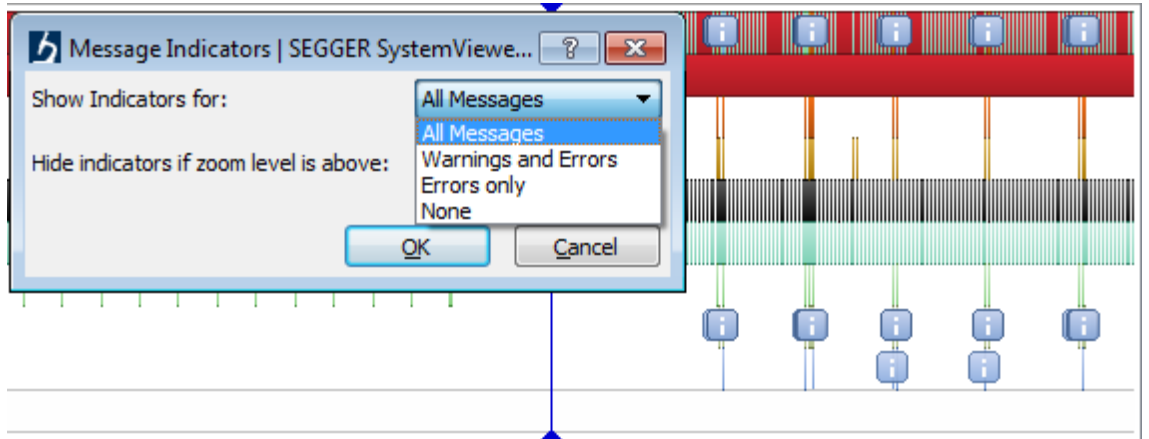 Message Indicators | SEGGER SystemViewe... ?
Show Indicators for: All Messages
All Messages
Warnings and Errors
Hide indicators if zoom level is above:
Errors only
None
OK Cancel
i i i i i
i i i i i
i i